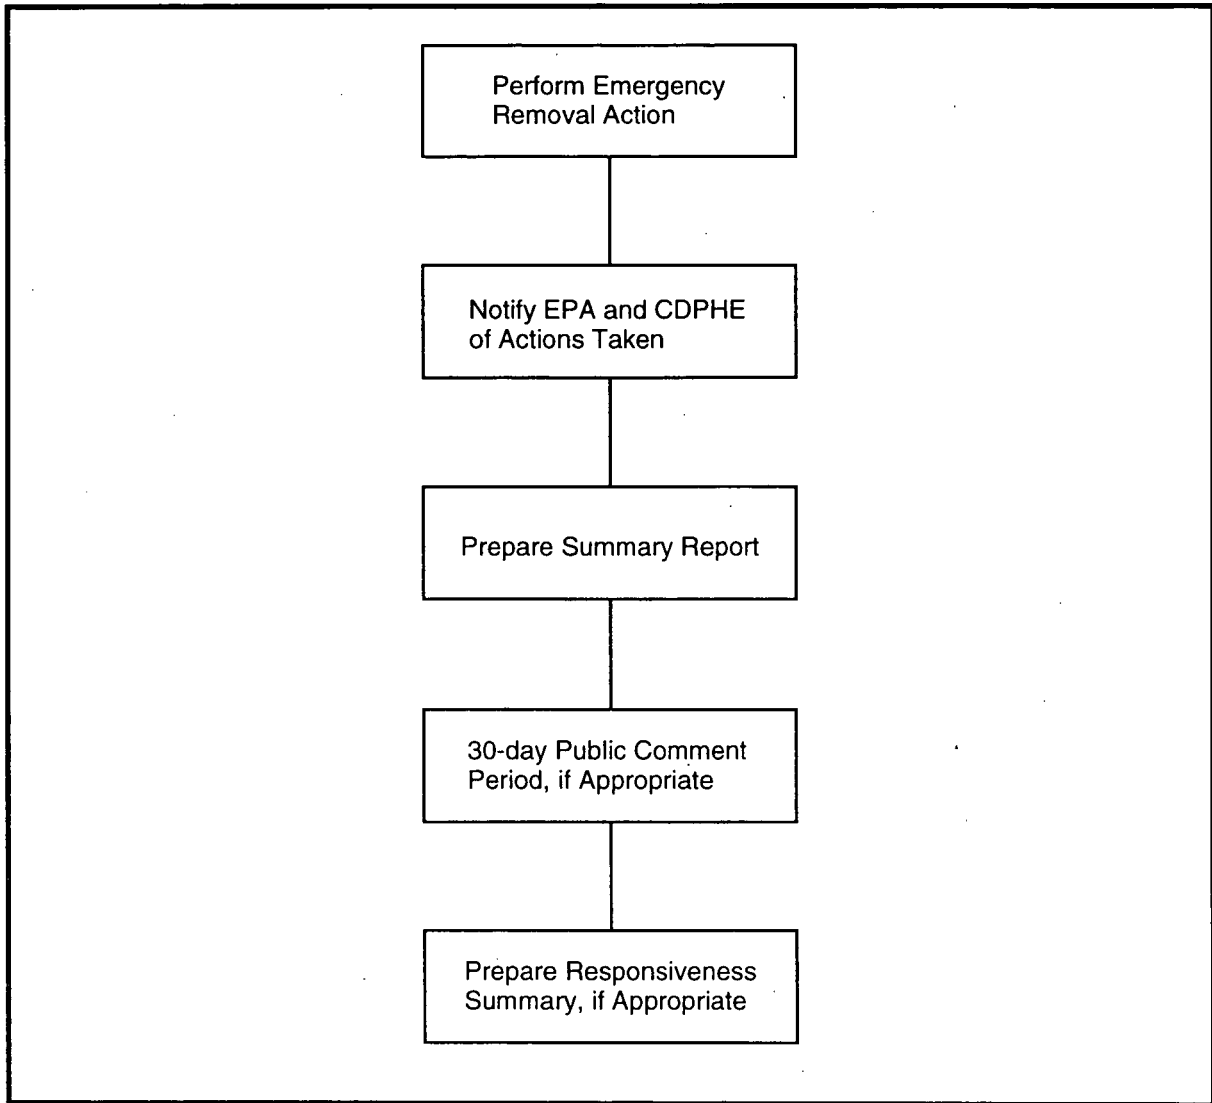 Perform Emergency
Removal Action
Notify EPA and CDPHE
of Actions Taken
Prepare Summary Report
30-day Public Comment
Period, if Appropriate
Prepare Responsiveness
Summary, if Appropriate